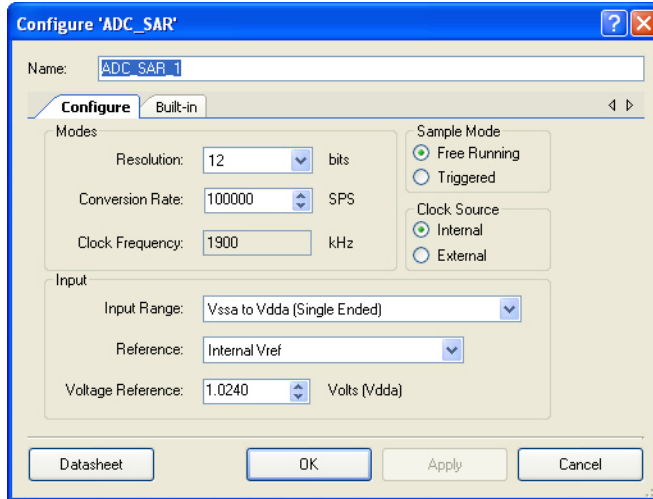 Configure 'ADC_SAR'
Name: ADC_SAR_1
Configure Built-in
Modes
Resolution: 12 bits
Conversion Rate: 100000 SPS
Clock Frequency: 1900 kHz
Sample Mode
Free Running
Triggered
Clock Source
Internal
External
Input
Input Range: Vssa to Vdda (Single Ended)
Reference: Internal Vref
Voltage Reference: 1.0240 Volts (Vdda)
Datasheet OK Apply Cancel